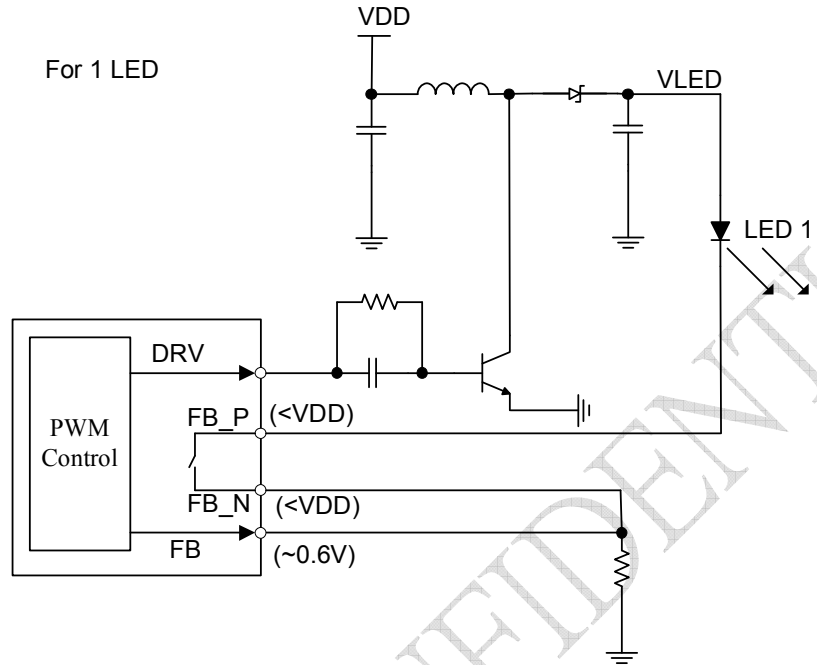 VDD
For 1 LED
VLED
LED 1
DRV
FB_P
(<VDD)
PWM
Control
FB_N
(<VDD)
FB
(~0.6V)